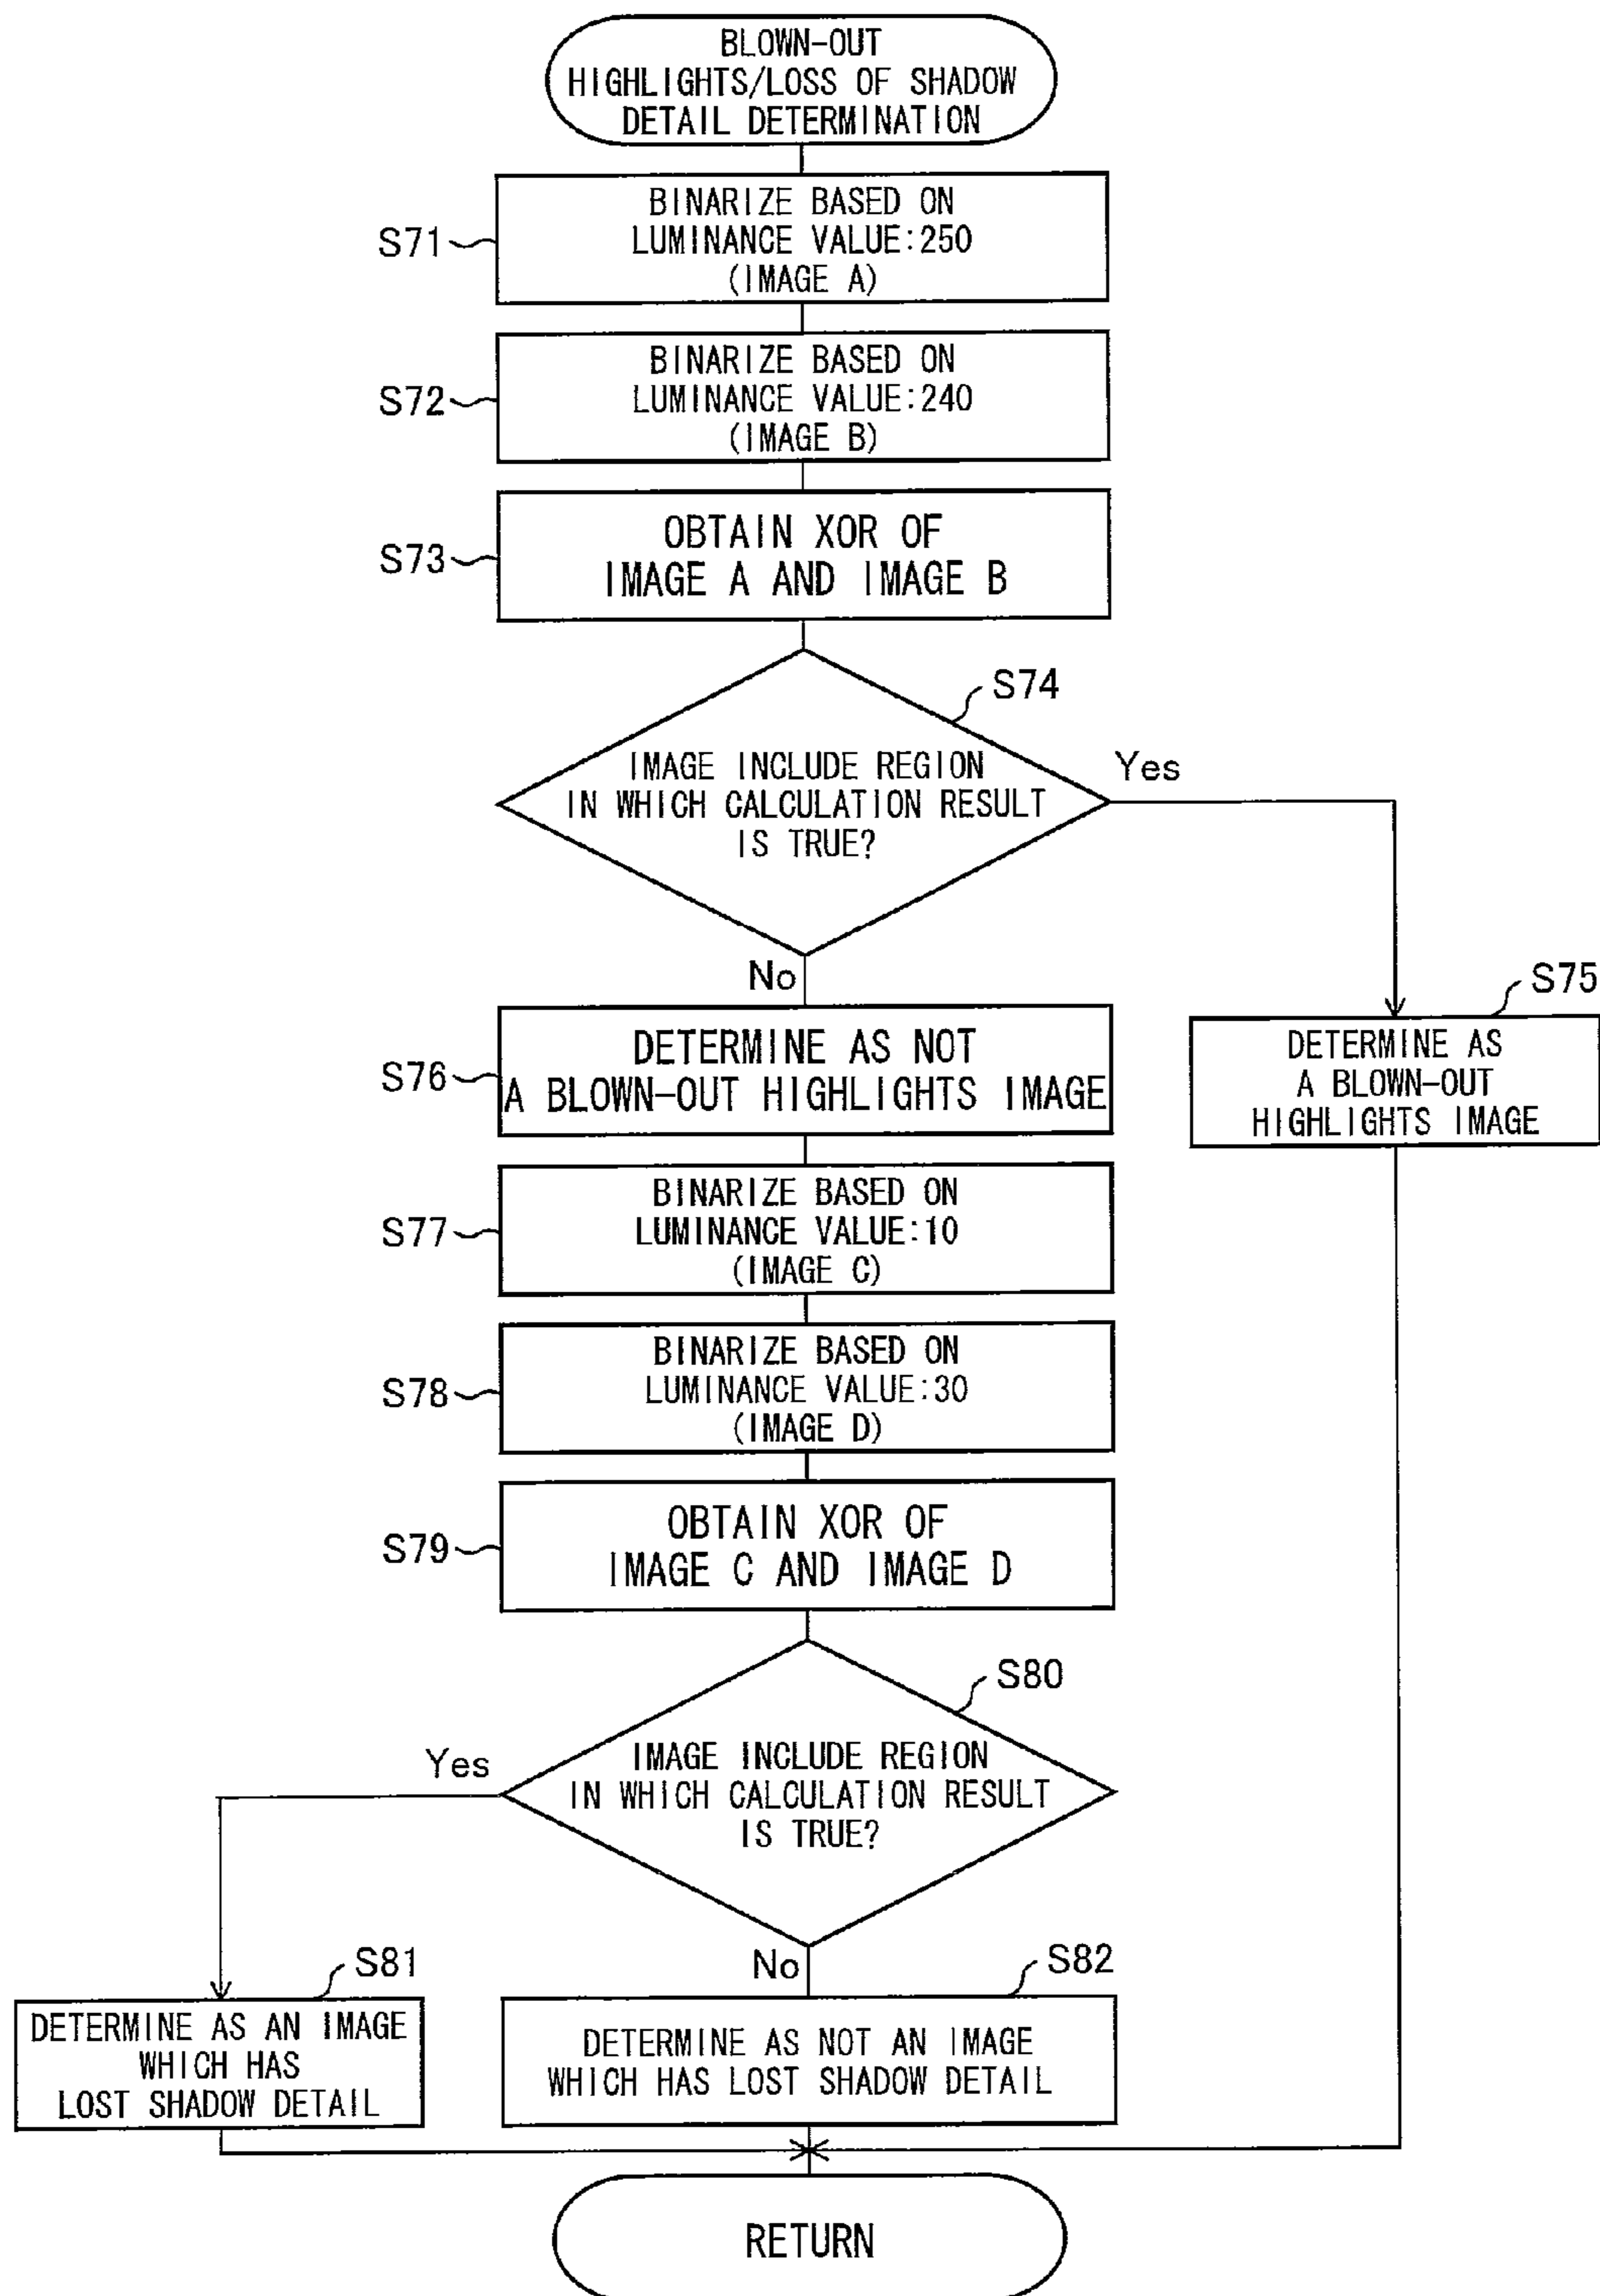 BLOWN-OUT
HIGHLIGHTS/LOSS OF SHADOW
DETAIL DETERMINATION
S71
BINARIZE BASED ON
LUMINANCE VALUE:250
(IMAGE A)
S72
BINARIZE BASED ON
LUMINANCE VALUE:240
(IMAGE B)
S73
OBTAIN XOR OF
IMAGE A AND IMAGE B
S74
IMAGE INCLUDE REGION
IN WHICH CALCULATION RESULT
IS TRUE?
Yes
No
S75
DETERMINE AS
A BLOWN-OUT
HIGHLIGHTS IMAGE
S76
DETERMINE AS NOT
A BLOWN-OUT HIGHLIGHTS IMAGE
S77
BINARIZE BASED ON
LUMINANCE VALUE:10
(IMAGE C)
S78
BINARIZE BASED ON
LUMINANCE VALUE:30
(IMAGE D)
S79
OBTAIN XOR OF
IMAGE C AND IMAGE D
S80
IMAGE INCLUDE REGION
IN WHICH CALCULATION RESULT
IS TRUE?
Yes
No
S81
DETERMINE AS AN IMAGE
WHICH HAS
LOST SHADOW DETAIL
S82
DETERMINE AS NOT AN IMAGE
WHICH HAS LOST SHADOW DETAIL
RETURN